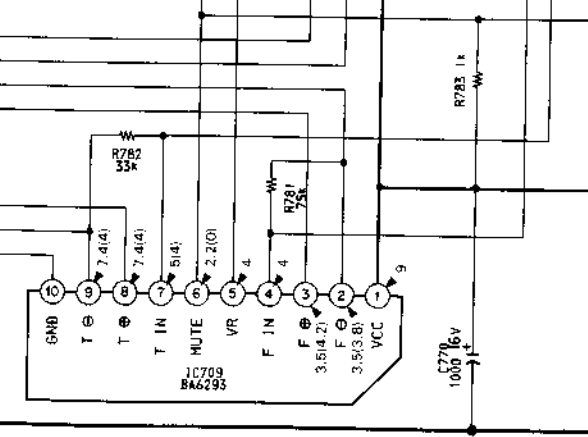 R783 1k
R782
33k
R781
75k
7.4(4)
7.4(4)
5(4)
2.2(0)
4
4
9
10
9
8
7
6
5
4
3
2
1
GND
T ⊖
T ⊕
T IN
MUTE
VR
F IN
F ⊕
3.5(4.2)
F ⊖
3.5(3.8)
VCC
IC709
BA6293
C770
1000 16V
+